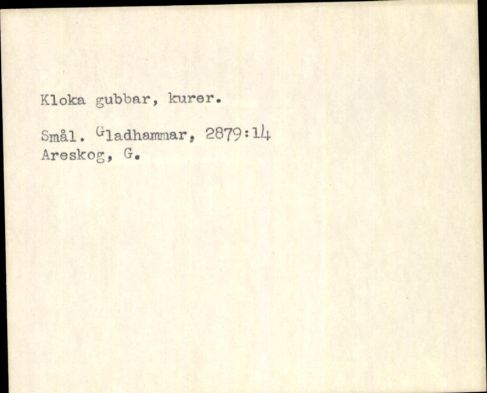 Kloka gubbar, kurer.
Smål. Gladhammar, 2879:14
Areskog, G.